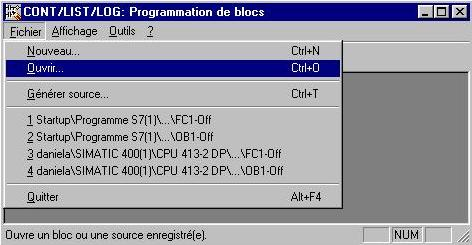 CONT/LIST/LOG: Programmation de blocs
Fichier Affichage Outils ?
Nouveau... Ctrl+N
Ouvrir... Ctrl+O
Générer source... Ctrl+T
1 Startup\Programme S7(1)\...\FC1-Off
2 Startup\Programme S7(1)\...\OB1-Off
3 daniela\SIMATIC 400(1)\CPU 413-2 DP\...\FC1-Off
4 daniela\SIMATIC 400(1)\CPU 413-2 DP\...\OB1-Off
Quitter Alt+F4
Ouvre un bloc ou une source enregistré(e). NUM